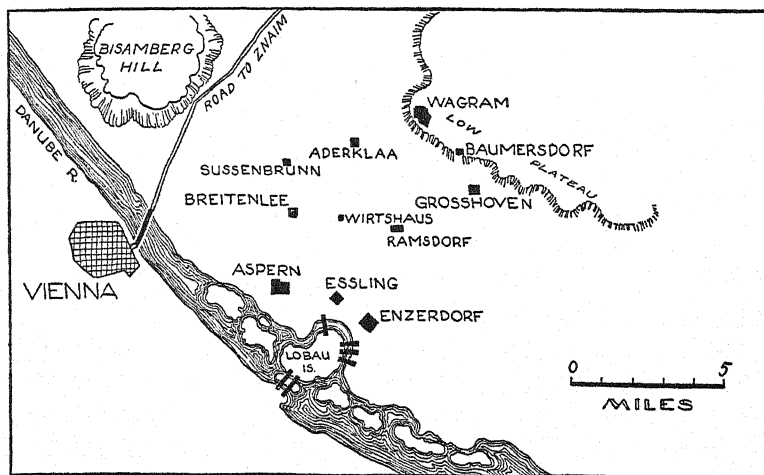 BISAMBERG
HILL
ROAD TO ZNAIM
DANUBE R.
WAGRAM
LOW
PLATEAU
BAUMERSDORF
ADERKLAA
SUSSENBRUNN
GROSSHOVEN
BREITENLEE
WIRTSHAUS
RAMSDORF
VIENNA
ASPERN
ESSLING
ENZERDORF
LOBAU
IS.
0 5
MILES